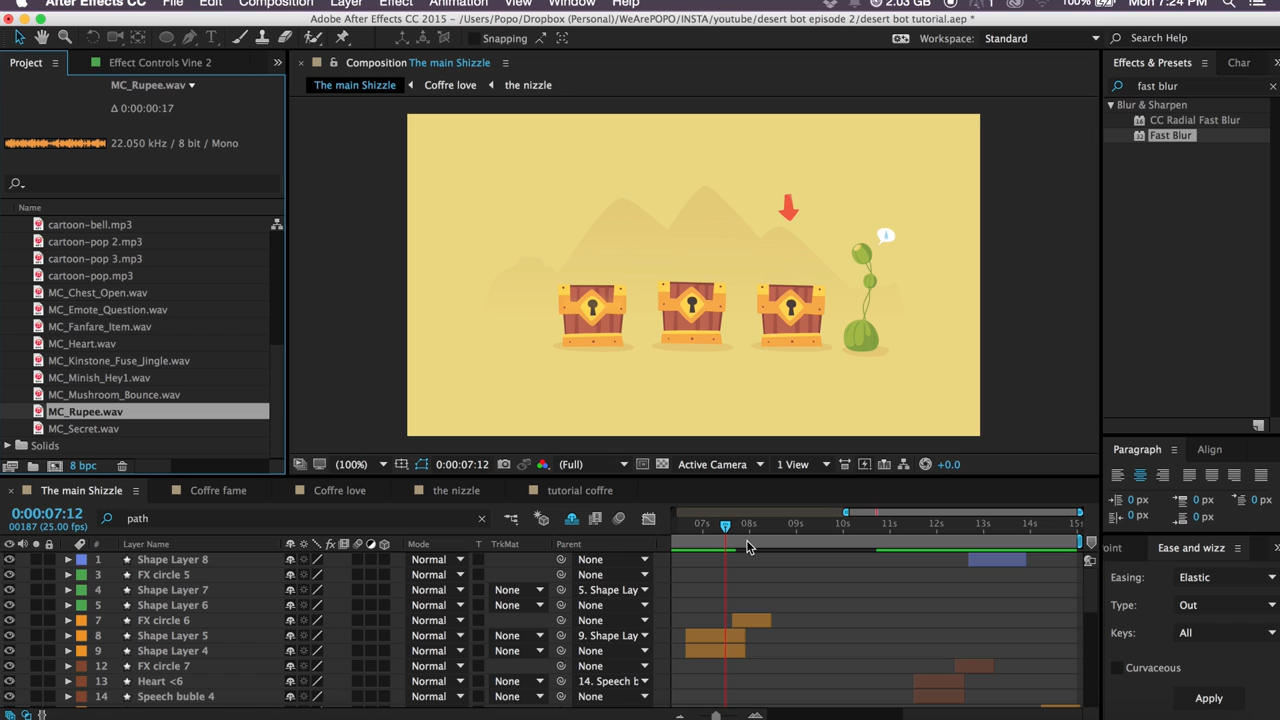 After Effects CC File Edit Composition Layer Effect Animation View Window Help 2.03 GB 1 100% Mon 7:24 PM
Adobe After Effects CC 2015 - /Users/Popo/Dropbox (Personal)/WeArePOPO/INSTA/youtube/desert bot episode 2/desert bot tutorial.aep *
Snapping Workspace: Standard Search Help
Project Effect Controls Vine 2 Composition The main Shizzle Effects & Presets Char
MC_Rupee.wav The main Shizzle Coffre love the nizzle fast blur
Δ 0:00:00:17 Blur & Sharpen
CC Radial Fast Blur
22.050 kHz / 8 bit / Mono Fast Blur
Name
cartoon-bell.mp3
cartoon-pop 2.mp3
cartoon-pop 3.mp3
cartoon-pop.mp3
MC_Chest_Open.wav
MC_Emote_Question.wav
MC_Fanfare_Item.wav
MC_Heart.wav
MC_Kinstone_Fuse_Jingle.wav
MC_Minish_Hey1.wav
MC_Mushroom_Bounce.wav
MC_Rupee.wav
MC_Secret.wav
Solids Paragraph Align
8 bpc (100%) 0:00:07:12 (Full) Active Camera 1 View +0.0
The main Shizzle Coffre fame Coffre love the nizzle tutorial coffre
0 px 0 px 0 px
0:00:07:12 path 0 px 0 px
00187 (25.00 fps) 07s 08s 09s 10s 11s 12s 13s 14s 15s
# Layer Name Mode T TrkMat Parent oint Ease and wizz
1 Shape Layer 8 Normal None
3 FX circle 5 Normal None Easing: Elastic
4 Shape Layer 7 Normal None 5. Shape Lay
5 Shape Layer 6 Normal None None Type: Out
7 FX circle 6 Normal None
8 Shape Layer 5 Normal None 9. Shape Lay Keys: All
9 Shape Layer 4 Normal None None
12 FX circle 7 Normal None Curvaceous
13 Heart <6 Normal None 14. Speech b
14 Speech buble 4 Normal None None Apply